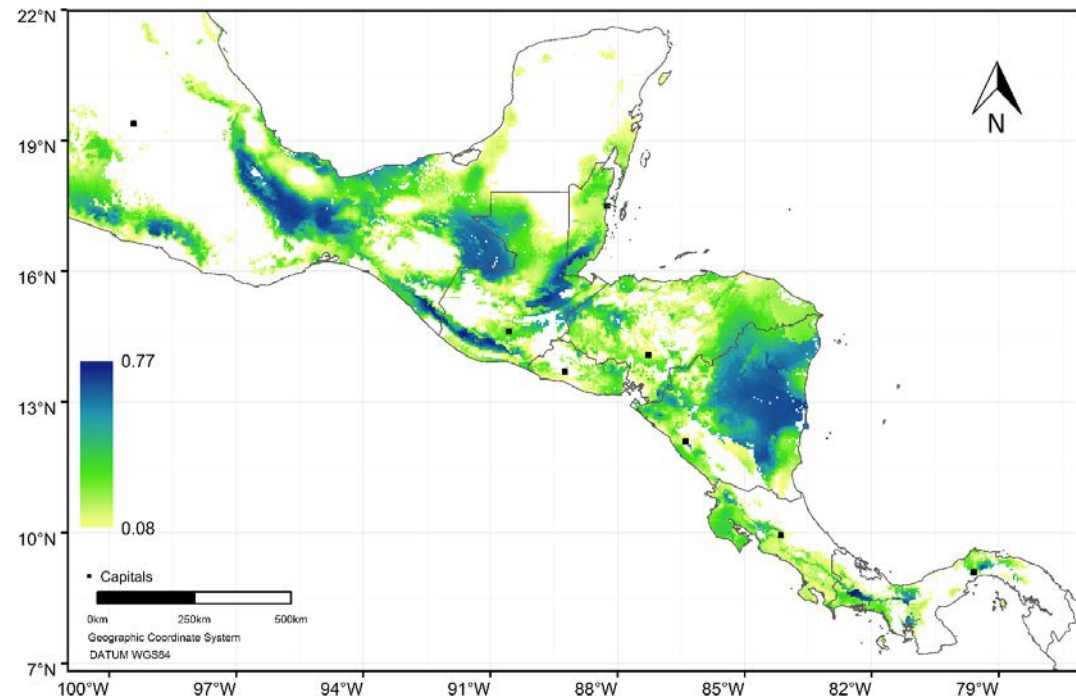 22°N
N
19°N
16°N
0.77
13°N
0.08
10°N
Capitals
0km 250km 500km
Geographic Coordinate System
DATUM WGS84
7°N
100°W 97°W 94°W 91°W 88°W 85°W 82°W 79°W